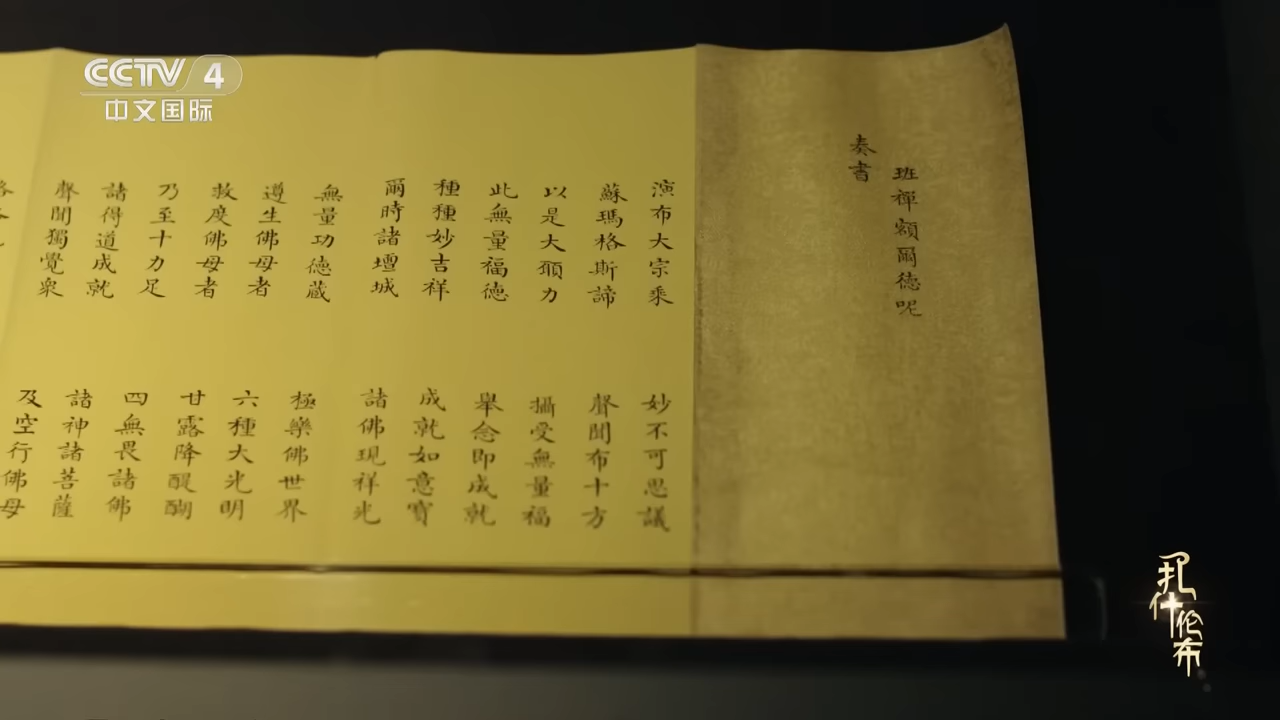 CCTV 4
中文国际
班禪額爾德呢
奏書
演布大宗乘
妙不可思議
蘇瑪格斯諦
聲聞布十方
以是大願力
攝受無量福
此無量福德
舉念即成就
種種妙吉祥
成就如意寶
爾時諸壇城
諸佛現祥光
無量功德藏
極樂佛世界
遵生佛母者
六種大光明
救度佛母者
甘露降醍醐
乃至十力足
四無畏諸佛
諸得道成就
諸神諸菩薩
聲聞獨覺衆
及空行佛母
扎什伦布